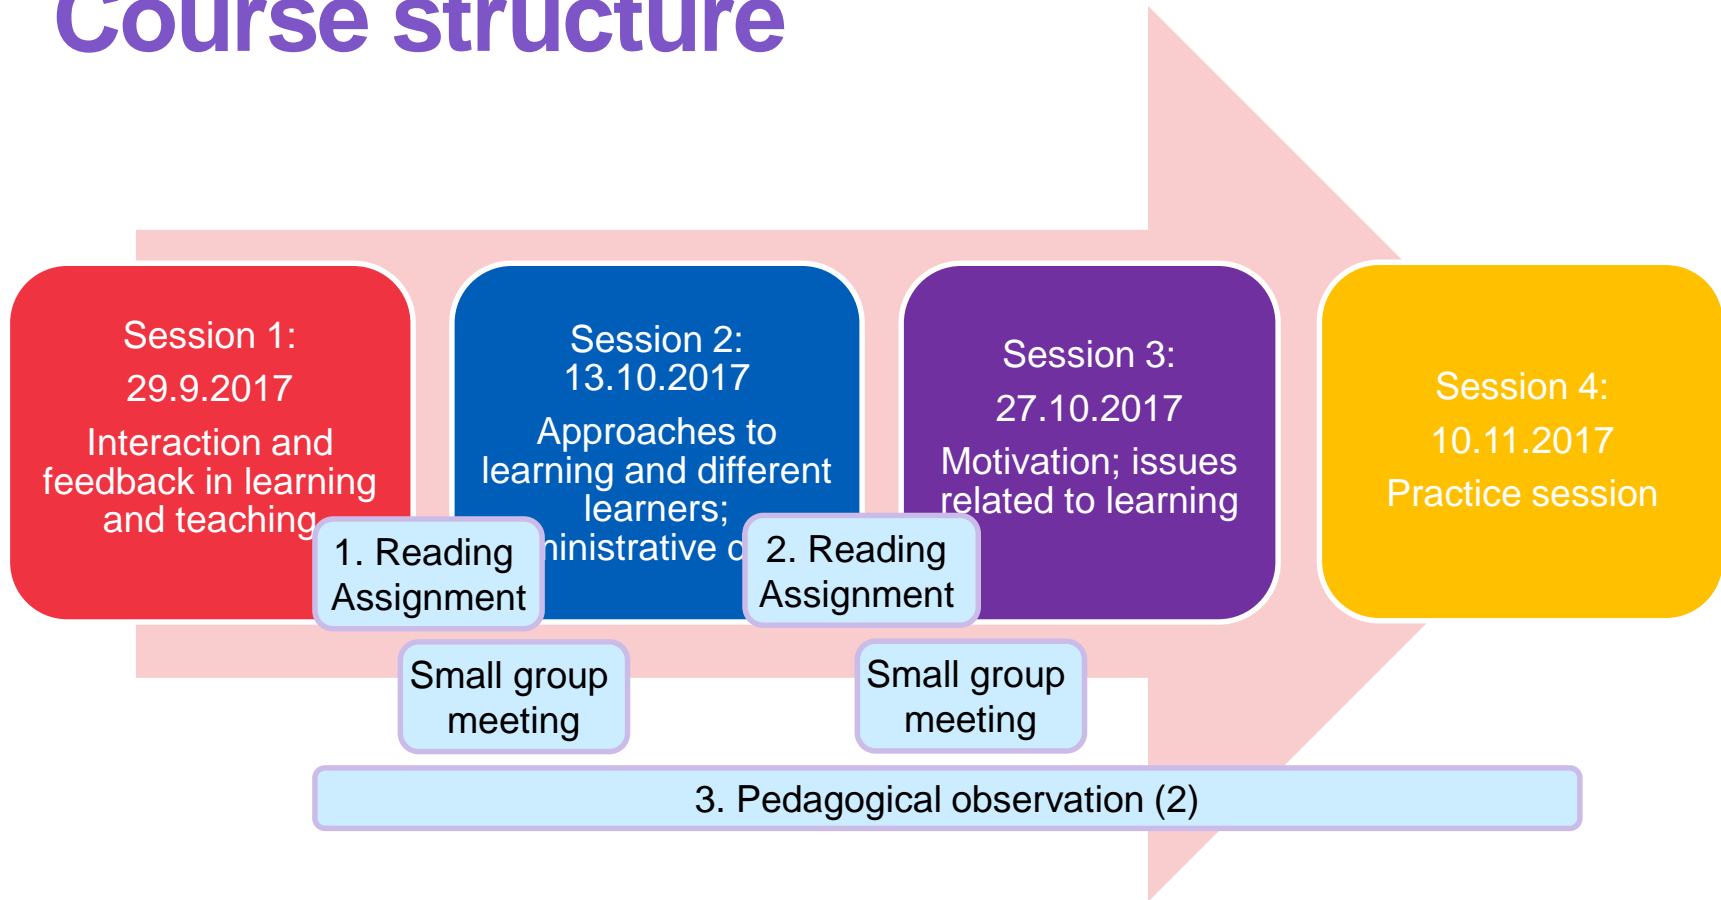 Course structure
Session 1:
29.9.2017
Interaction and
feedback in learning
and teaching
Session 2:
13.10.2017
Approaches to
learning and different
learners;
Session 3:
27.10.2017
Motivation; issues
related to learning
Session 4:
10.11.2017
Practice session
1. Reading
Assignment
2. Reading
Assignment
Small group
meeting
Small group
meeting
3. Pedagogical observation (2)